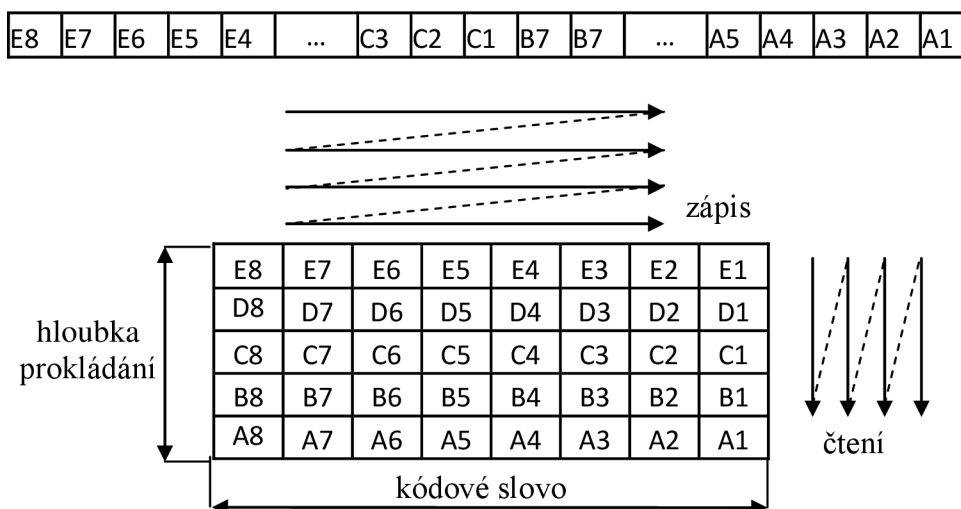 E8 E7 E6 E5 E4 ... C3 C2 C1 B7 B7 ... A5 A4 A3 A2 A1
zápis
E8 E7 E6 E5 E4 E3 E2 E1
D8 D7 D6 D5 D4 D3 D2 D1
C8 C7 C6 C5 C4 C3 C2 C1
B8 B7 B6 B5 B4 B3 B2 B1
A8 A7 A6 A5 A4 A3 A2 A1
hloubka
prokládání
čtení
kódové slovo